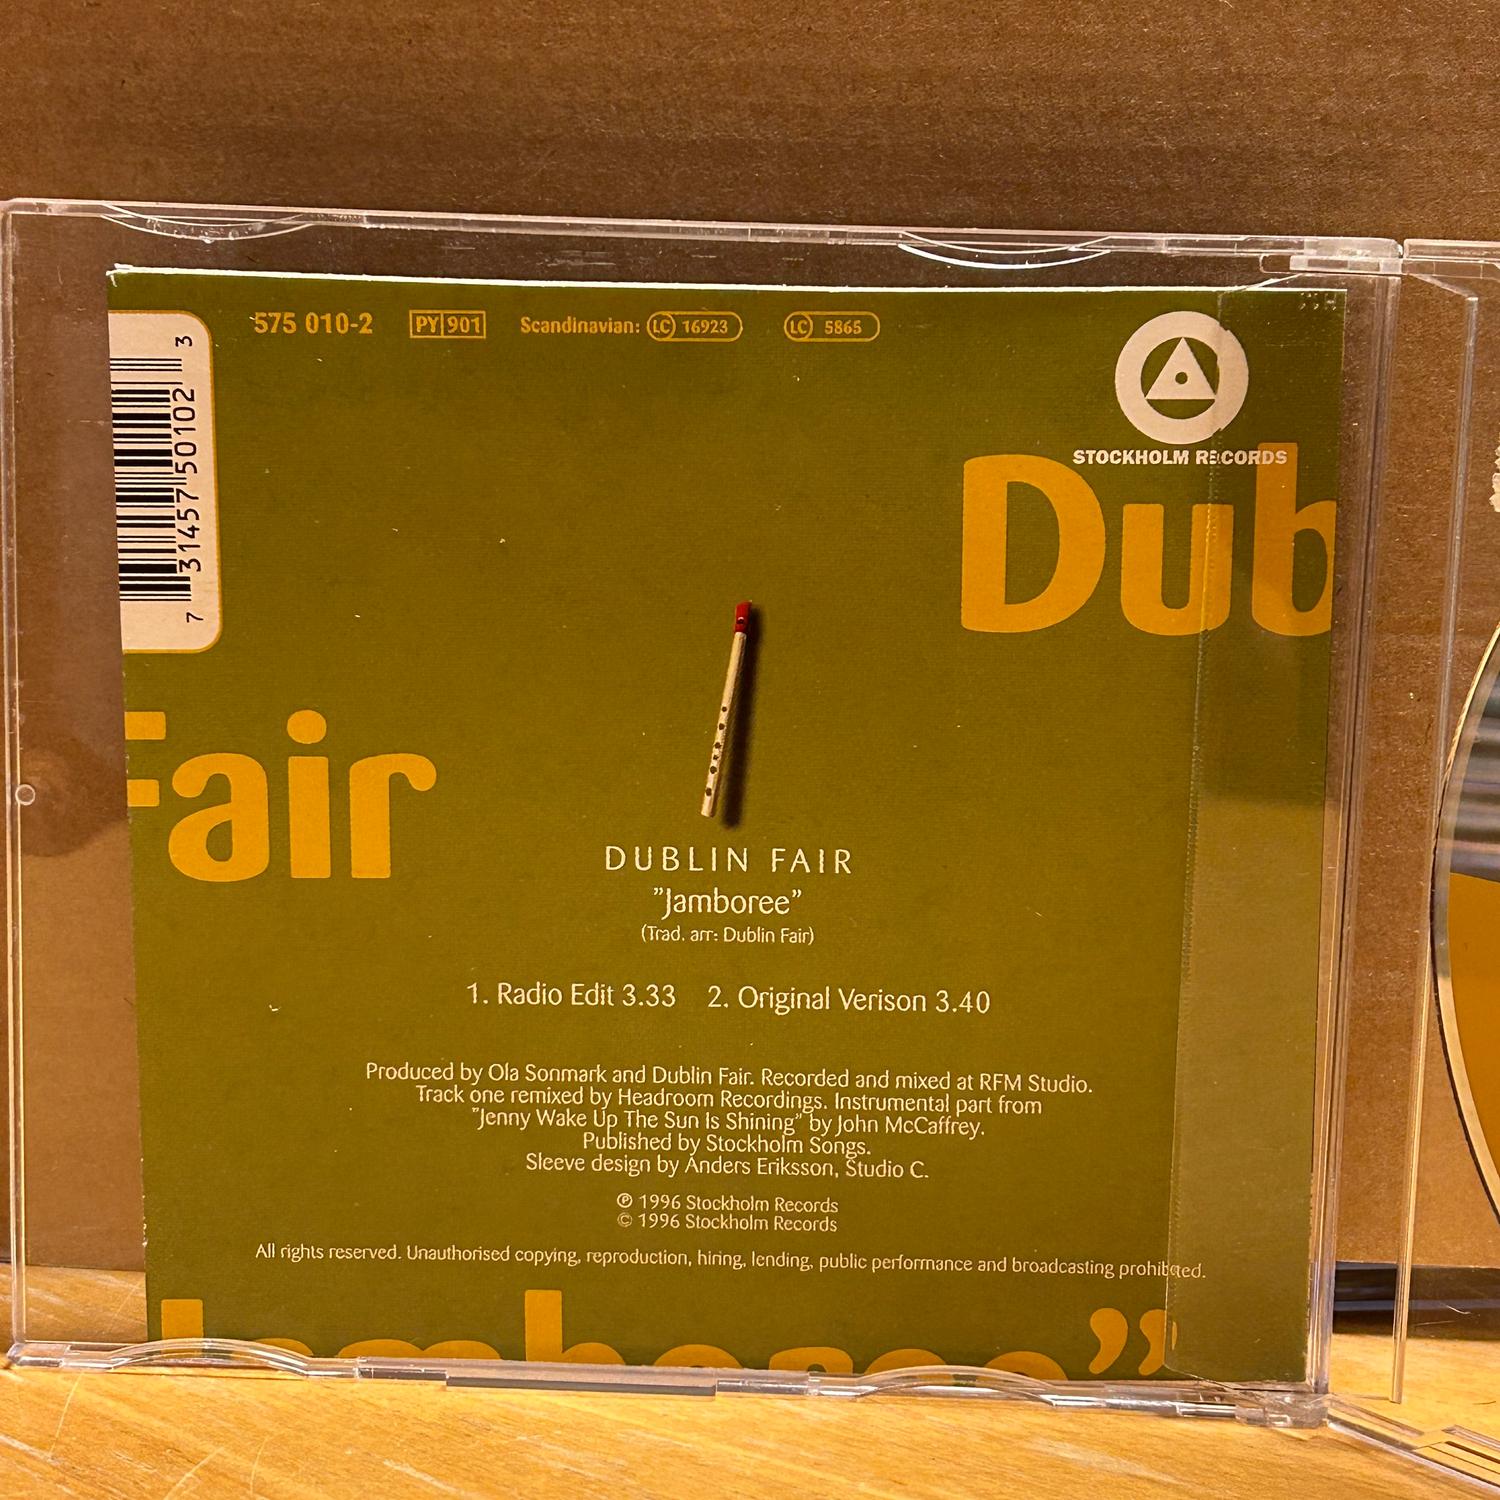 575 010-2 PY 901 Scandinavian: LC 16923 LC 5865
7 31457 50102 3
STOCKHOLM RECORDS
Dub
Fair
DUBLIN FAIR
"Jamboree"
(Trad. arr: Dublin Fair)
1. Radio Edit 3.33 2. Original Verison 3.40
Produced by Ola Sonmark and Dublin Fair. Recorded and mixed at RFM Studio.
Track one remixed by Headroom Recordings. Instrumental part from
"Jenny Wake Up The Sun Is Shining" by John McCaffrey.
Published by Stockholm Songs.
Sleeve design by Anders Eriksson, Studio C.
℗ 1996 Stockholm Records
© 1996 Stockholm Records
All rights reserved. Unauthorised copying, reproduction, hiring, lending, public performance and broadcasting prohibited.
Jamboree"